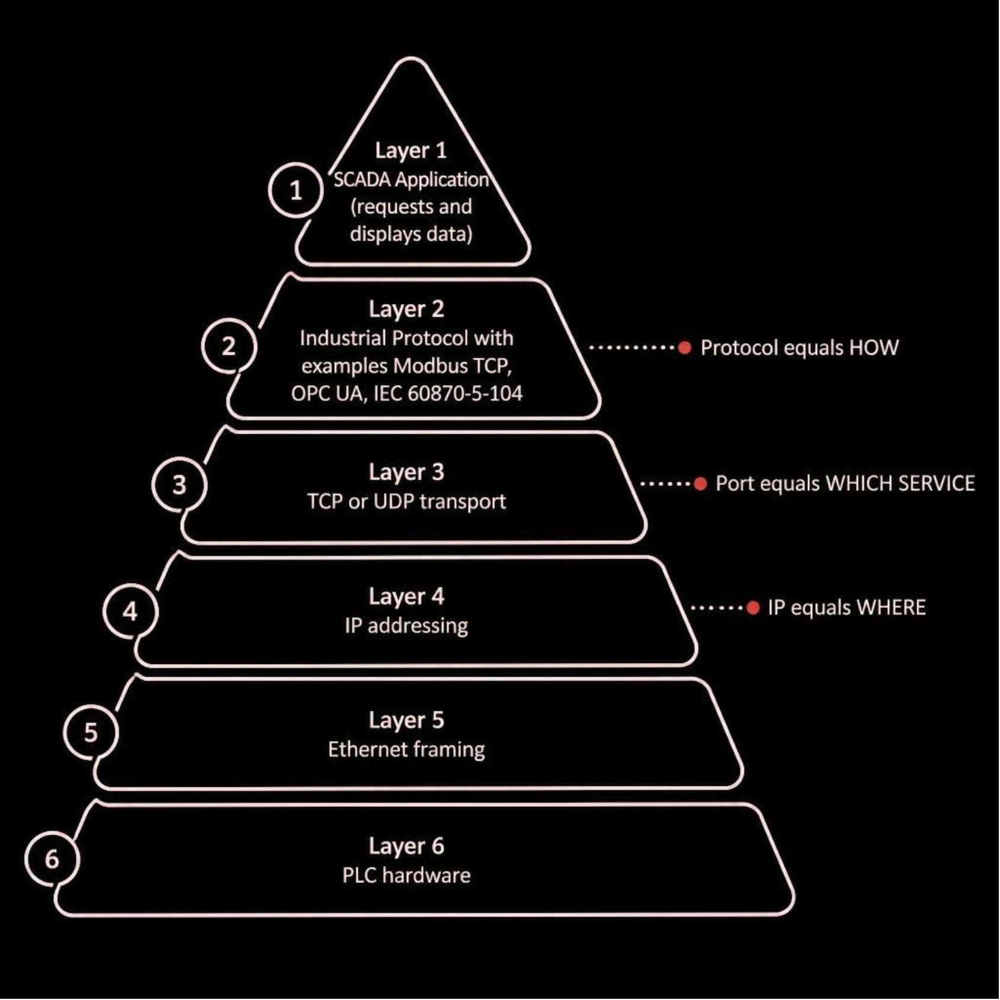 1
Layer 1
SCADA Application
(requests and
displays data)
2
Layer 2
Industrial Protocol with
examples Modbus TCP,
OPC UA, IEC 60870-5-104
Protocol equals HOW
3
Layer 3
TCP or UDP transport
Port equals WHICH SERVICE
4
Layer 4
IP addressing
IP equals WHERE
5
Layer 5
Ethernet framing
6
Layer 6
PLC hardware